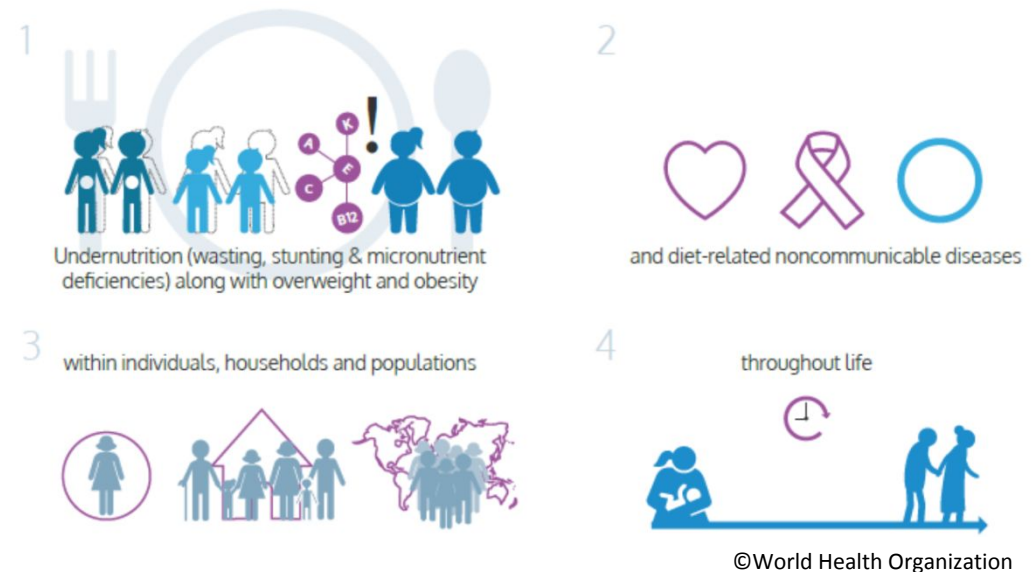 1
A
K
E
C
B12
!
Undernutrition (wasting, stunting & micronutrient
deficiencies) along with overweight and obesity
2
and diet-related noncommunicable diseases
3
within individuals, households and populations
4
throughout life
©World Health Organization